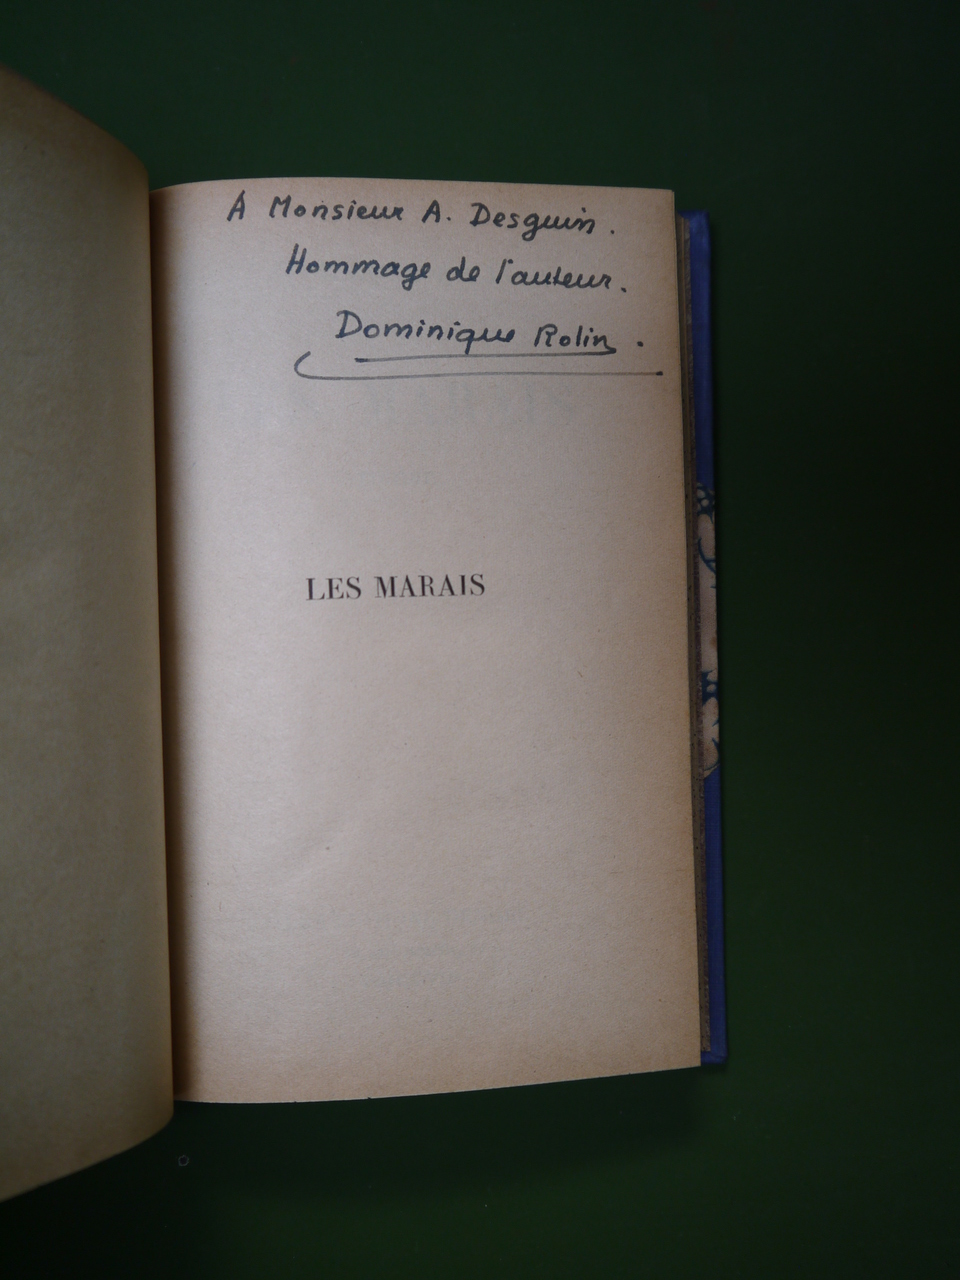 A Monsieur A. Desguin.
Hommage de l'auteur.
Dominique Rolin.
LES MARAIS